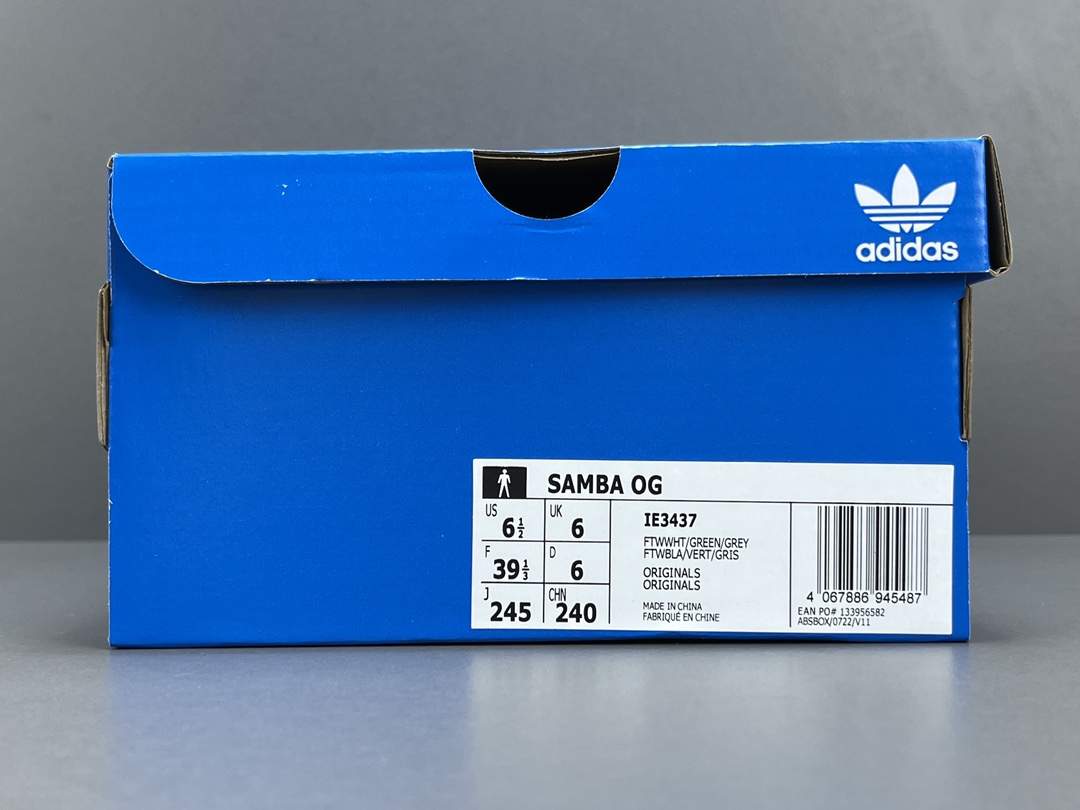 adidas
SAMBA OG
US 6½ UK 6
F 39⅓ D 6
J 245 CHN 240
IE3437
FTWWHT/GREEN/GREY
FTWBLA/VERT/GRIS
ORIGINALS
ORIGINALS
MADE IN CHINA
FABRIQUÉ EN CHINE
4 067886 945487
EAN PO# 133956582
ABSBOX/0722/V11